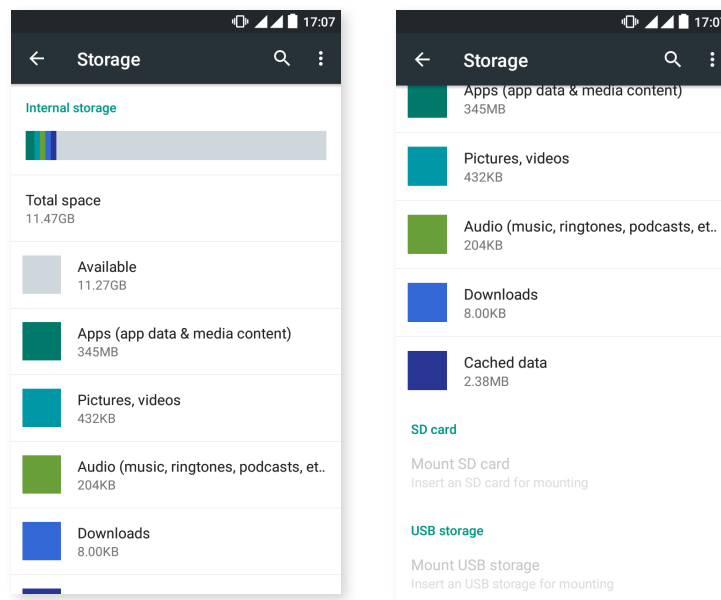 17:07
Storage
Internal storage
Total space
11.47GB
Available
11.27GB
Apps (app data & media content)
345MB
Pictures, videos
432KB
Audio (music, ringtones, podcasts, et..
204KB
Downloads
8.00KB
17:07
Storage
Apps (app data & media content)
345MB
Pictures, videos
432KB
Audio (music, ringtones, podcasts, et..
204KB
Downloads
8.00KB
Cached data
2.38MB
SD card
Mount SD card
Insert an SD card for mounting
USB storage
Mount USB storage
Insert an USB storage for mounting